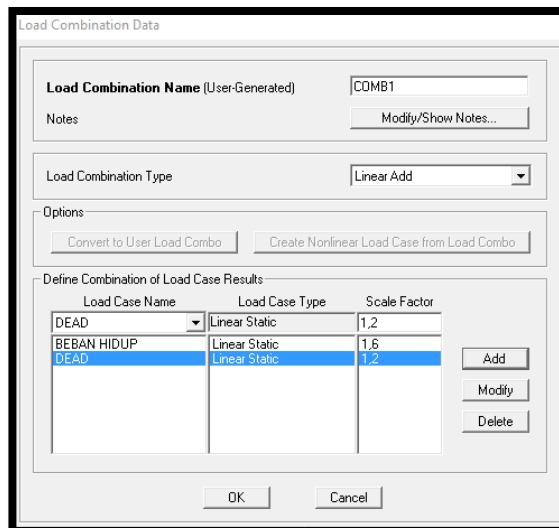 Load Combination Data
Load Combination Name (User-Generated) COMB1
Notes Modify/Show Notes...
Load Combination Type Linear Add
Options
Convert to User Load Combo Create Nonlinear Load Case from Load Combo
Define Combination of Load Case Results
Load Case Name Load Case Type Scale Factor
DEAD Linear Static 1,2
BEBAN HIDUP Linear Static 1,6
DEAD Linear Static 1,2
Add
Modify
Delete
OK Cancel